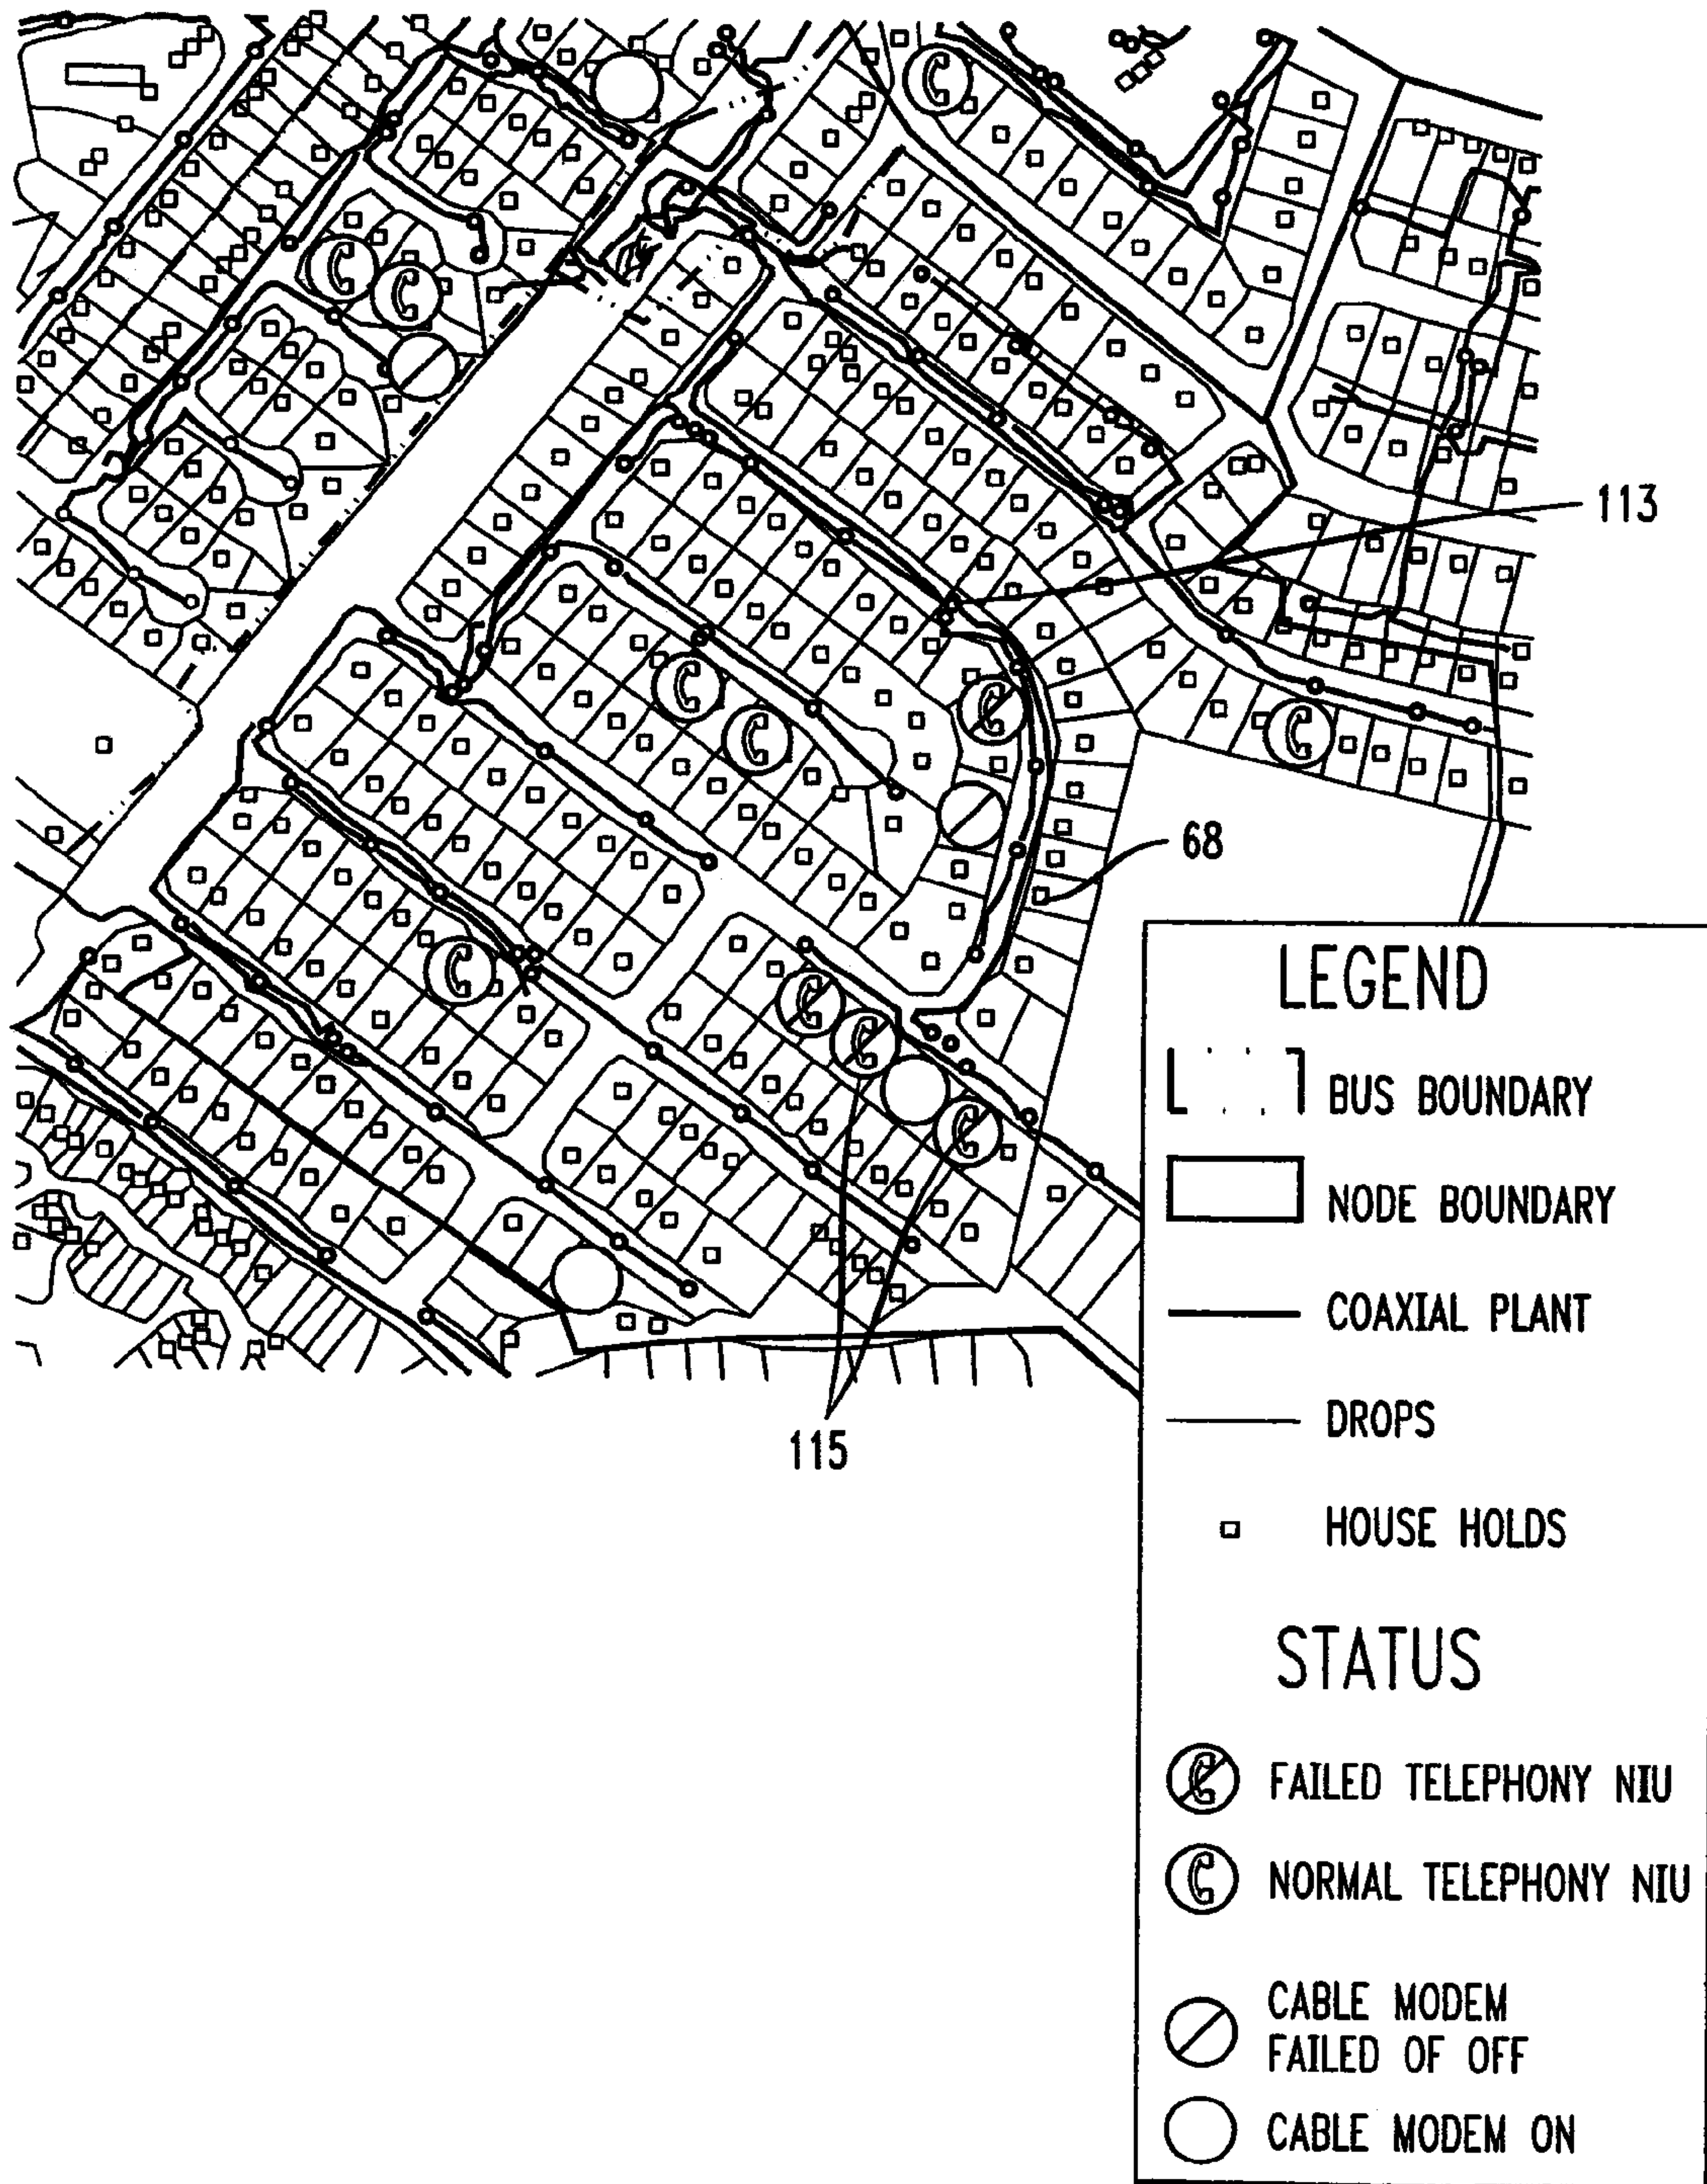 113
68
115
LEGEND
BUS BOUNDARY
NODE BOUNDARY
COAXIAL PLANT
DROPS
HOUSE HOLDS
STATUS
FAILED TELEPHONY NIU
NORMAL TELEPHONY NIU
CABLE MODEM
FAILED OF OFF
CABLE MODEM ON